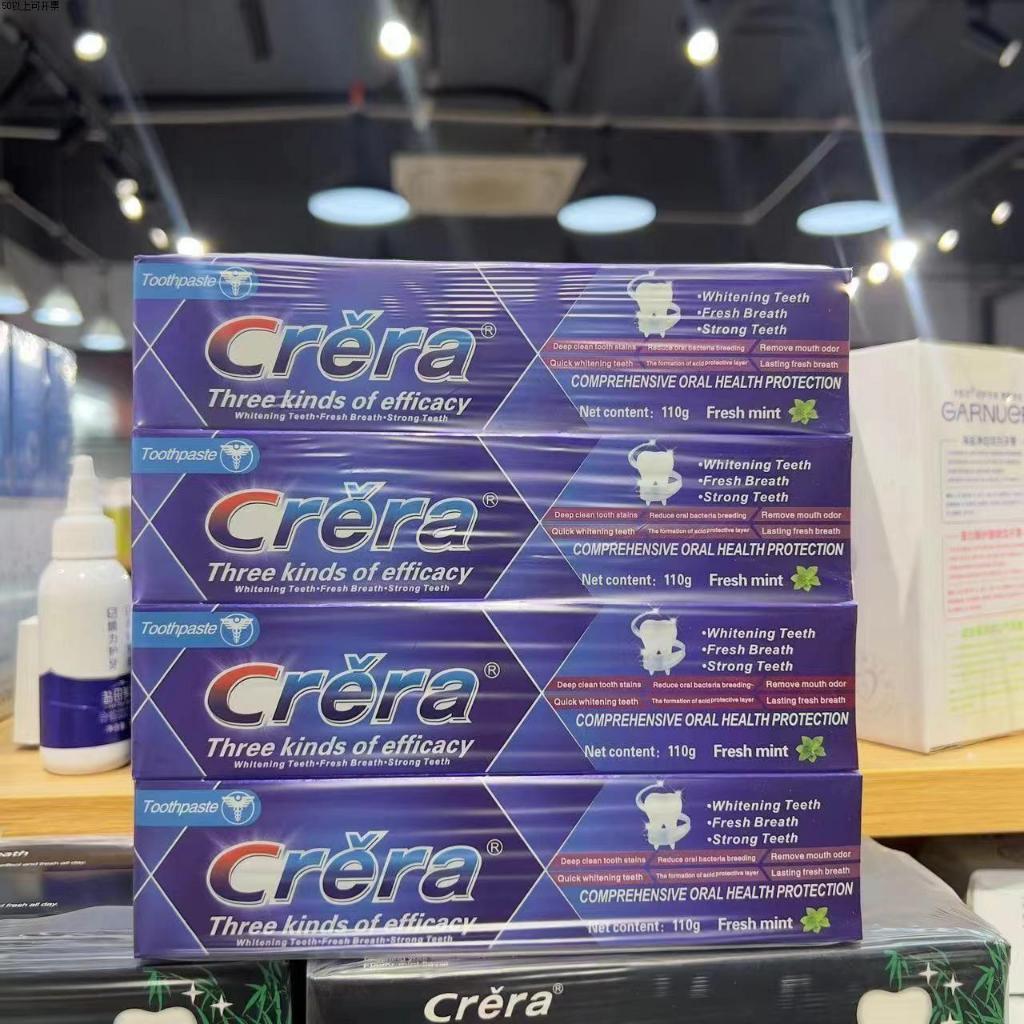 50以上可开票
Toothpaste
Crěra®
Three kinds of efficacy
Whitening Teeth•Fresh Breath•Strong Teeth
•Whitening Teeth
•Fresh Breath
•Strong Teeth
Deep clean tooth stains Reduce oral bacteria breeding Remove mouth odor
Quick whitening teeth The formation of acid protective layer Lasting fresh breath
COMPREHENSIVE ORAL HEALTH PROTECTION
Net content: 110g Fresh mint
Toothpaste
Crěra®
Three kinds of efficacy
Whitening Teeth•Fresh Breath•Strong Teeth
•Whitening Teeth
•Fresh Breath
•Strong Teeth
Deep clean tooth stains Reduce oral bacteria breeding Remove mouth odor
Quick whitening teeth The formation of acid protective layer Lasting fresh breath
COMPREHENSIVE ORAL HEALTH PROTECTION
Net content: 110g Fresh mint
Toothpaste
Crěra®
Three kinds of efficacy
Whitening Teeth•Fresh Breath•Strong Teeth
•Whitening Teeth
•Fresh Breath
•Strong Teeth
Deep clean tooth stains Reduce oral bacteria breeding Remove mouth odor
Quick whitening teeth The formation of acid protective layer Lasting fresh breath
COMPREHENSIVE ORAL HEALTH PROTECTION
Net content: 110g Fresh mint
Toothpaste
Crěra®
Three kinds of efficacy
Whitening Teeth•Fresh Breath•Strong Teeth
•Whitening Teeth
•Fresh Breath
•Strong Teeth
Deep clean tooth stains Reduce oral bacteria breeding Remove mouth odor
Quick whitening teeth The formation of acid protective layer Lasting fresh breath
COMPREHENSIVE ORAL HEALTH PROTECTION
Net content: 110g Fresh mint
GARNUG
and fresh all day.
fresh all day.
Crěra®